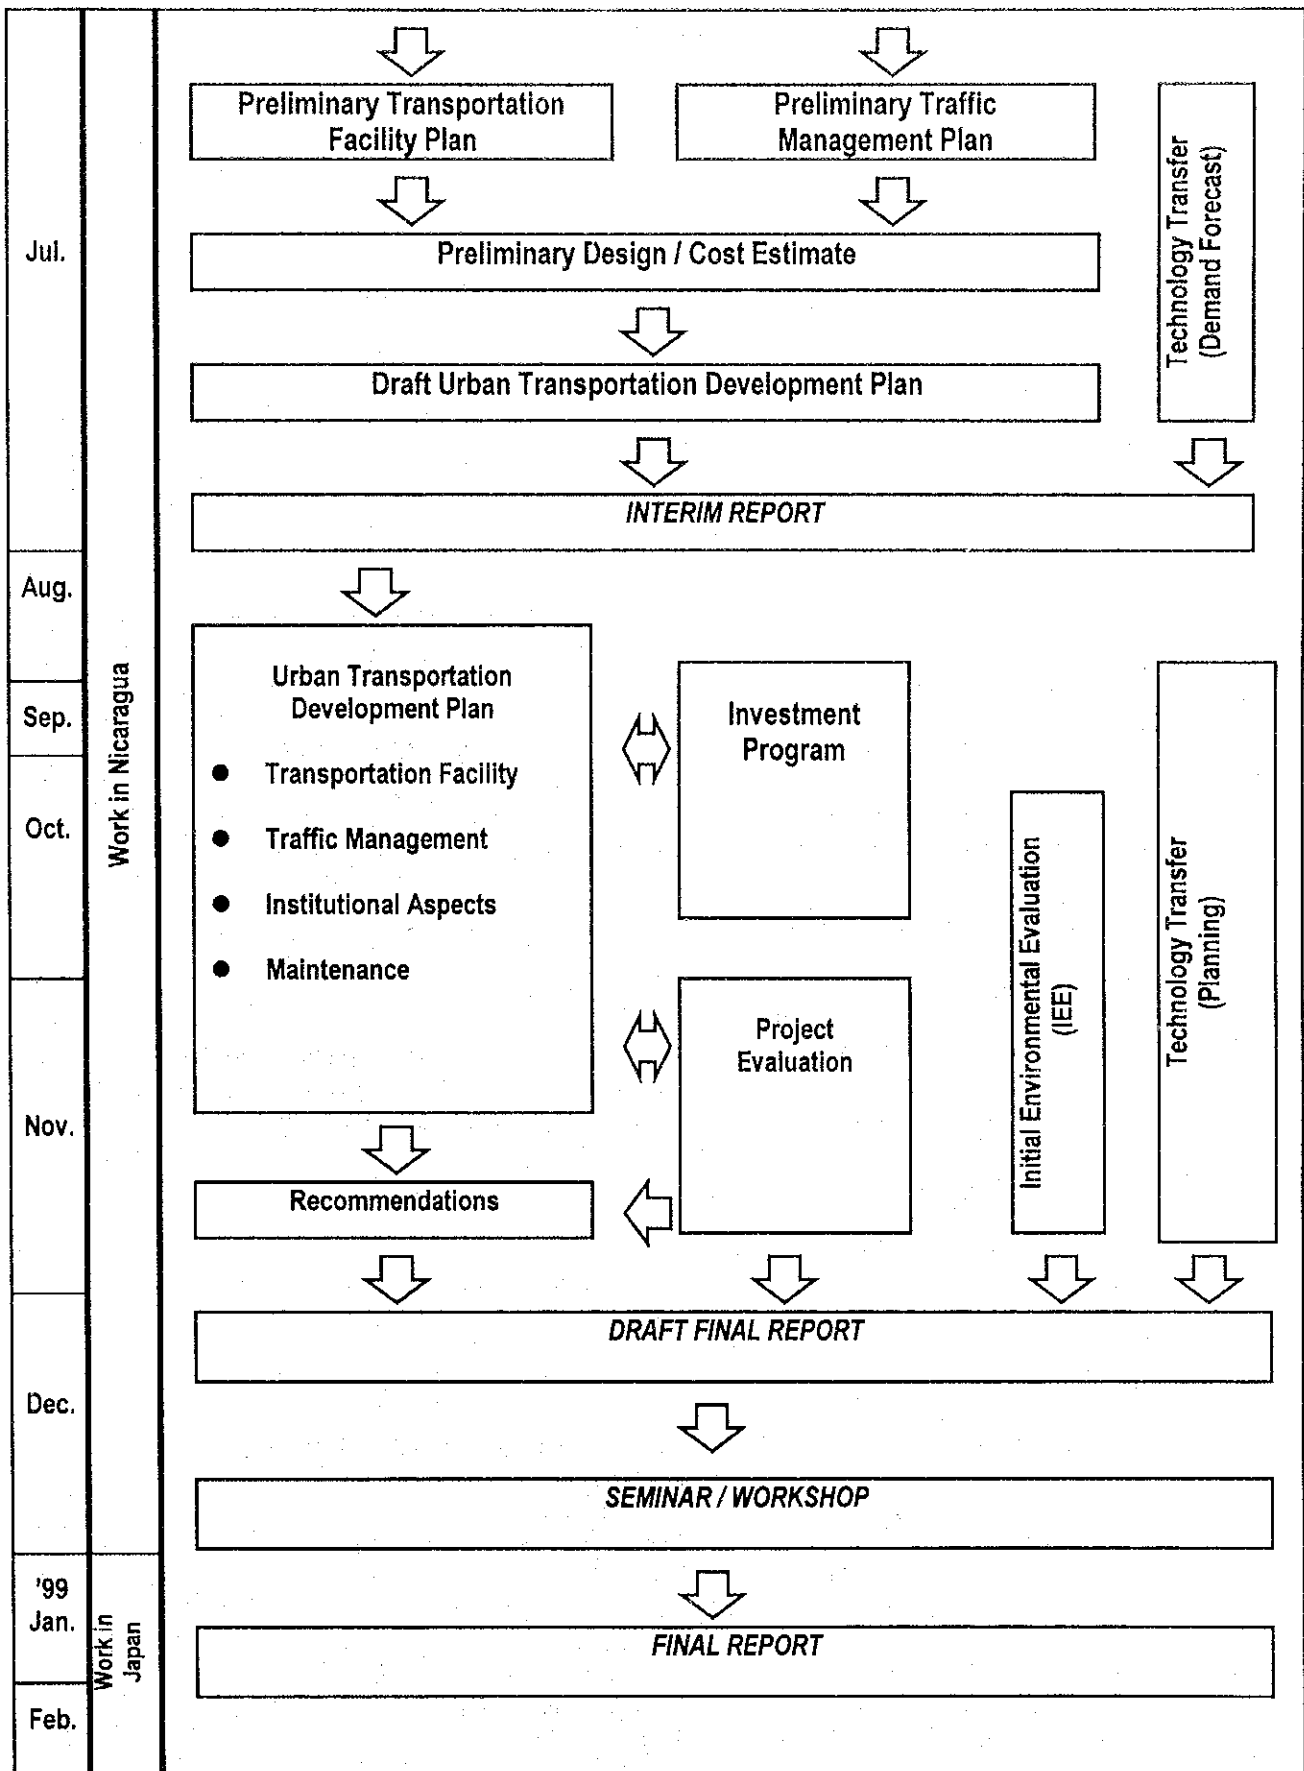 Preliminary Transportation
Facility Plan
Preliminary Traffic
Management Plan
Technology Transfer
(Demand Forecast)
Jul.
Preliminary Design / Cost Estimate
Draft Urban Transportation Development Plan
INTERIM REPORT
Aug.
Sep.
Oct.
Nov.
Work in Nicaragua
Urban Transportation
Development Plan
● Transportation Facility
● Traffic Management
● Institutional Aspects
● Maintenance
Investment
Program
Project
Evaluation
Initial Environmental Evaluation
(IEE)
Technology Transfer
(Planning)
Recommendations
DRAFT FINAL REPORT
Dec.
SEMINAR / WORKSHOP
'99
Jan.
Work in
Japan
FINAL REPORT
Feb.